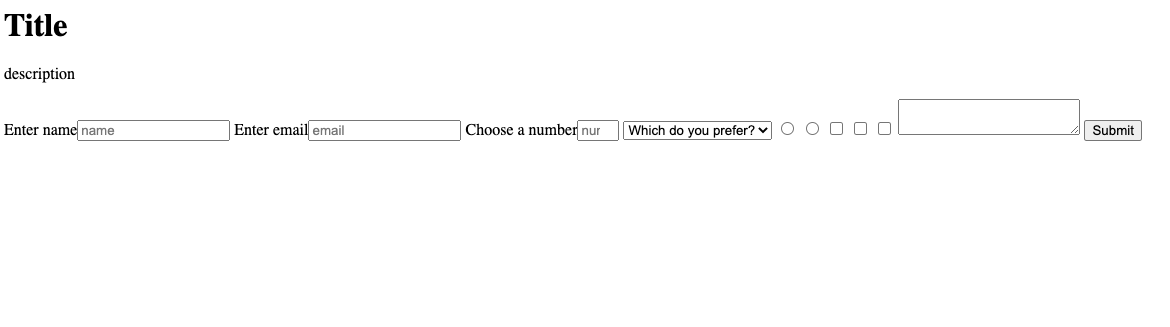 Title
description
Enter name name Enter email email Choose a number nur Which do you prefer? Submit